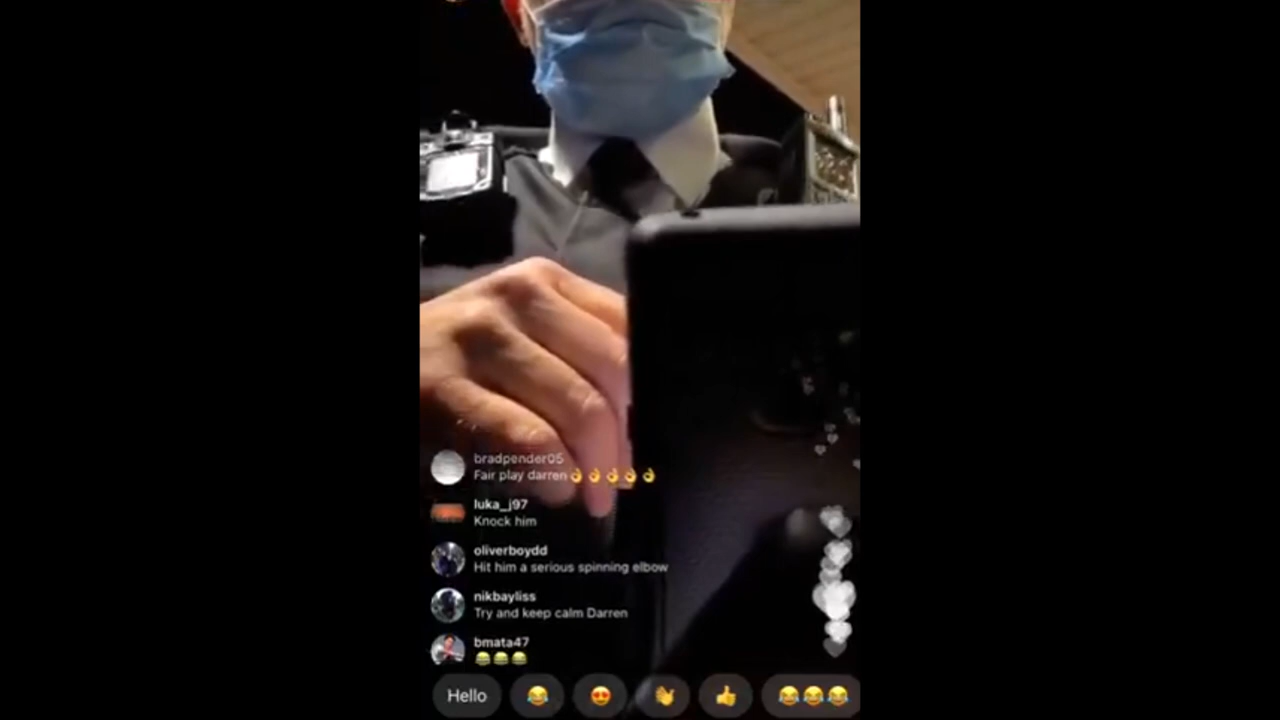 bradpender05
Fair play darren👌👌👌👌👌
luka_j97
Knock him
oliverboydd
Hit him a serious spinning elbow
nikbayliss
Try and keep calm Darren
bmata47
😂😂😂
Hello 😂 😍 👋 👍 😂😂😂